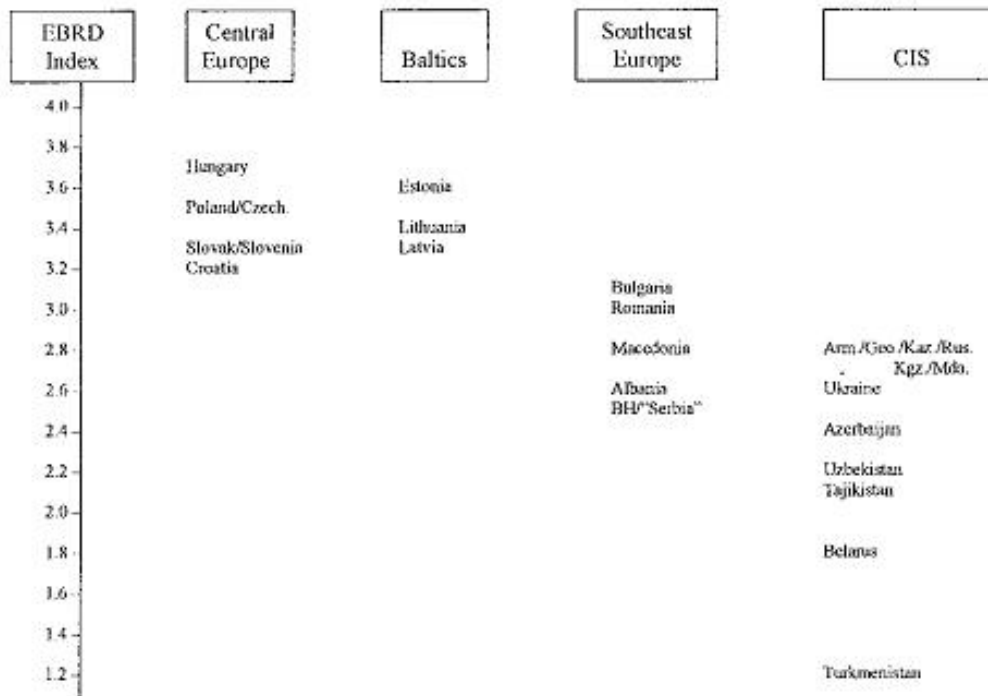 EBRD
Index
Central
Europe
Baltics
Southeast
Europe
CIS
4.0
3.8
Hungary
3.6
Estonia
Poland/Czech.
3.4
Lithuania
Slovak/Slovenia
Latvia
3.2
Croatia
Bulgaria
3.0
Romania
2.8
Macedonia
Arm./Geo./Kaz./Rus.
Kgz./Mda.
2.6
Albania
Ukraine
BH/"Serbia"
2.4
Azerbaijan
2.2
Uzbekistan
Tajikistan
2.0
1.8
Belarus
1.6
1.4
1.2
Turkmenistan